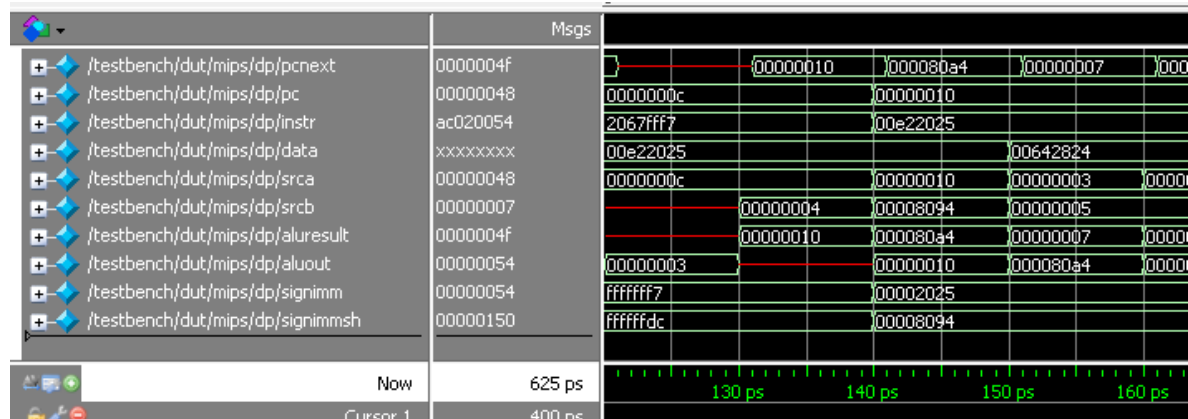 Msgs
/testbench/dut/mips/dp/pcnext 0000004f 00000010 000080a4 00000007 000
/testbench/dut/mips/dp/pc 00000048 0000000c 00000010
/testbench/dut/mips/dp/instr ac020054 2067fff7 00e22025
/testbench/dut/mips/dp/data xxxxxxxx 00e22025 00642824
/testbench/dut/mips/dp/srca 00000048 0000000c 00000010 00000003 0000
/testbench/dut/mips/dp/srcb 00000007 00000004 00008094 00000005
/testbench/dut/mips/dp/aluresult 0000004f 00000010 000080a4 00000007 0000
/testbench/dut/mips/dp/aluout 00000054 00000003 00000010 000080a4 0000
/testbench/dut/mips/dp/signimm 00000054 fffffff7 00002025
/testbench/dut/mips/dp/signimmsh 00000150 ffffffdc 00008094
Now 625 ps 130 ps 140 ps 150 ps 160 ps
Cursor 1 400 ps